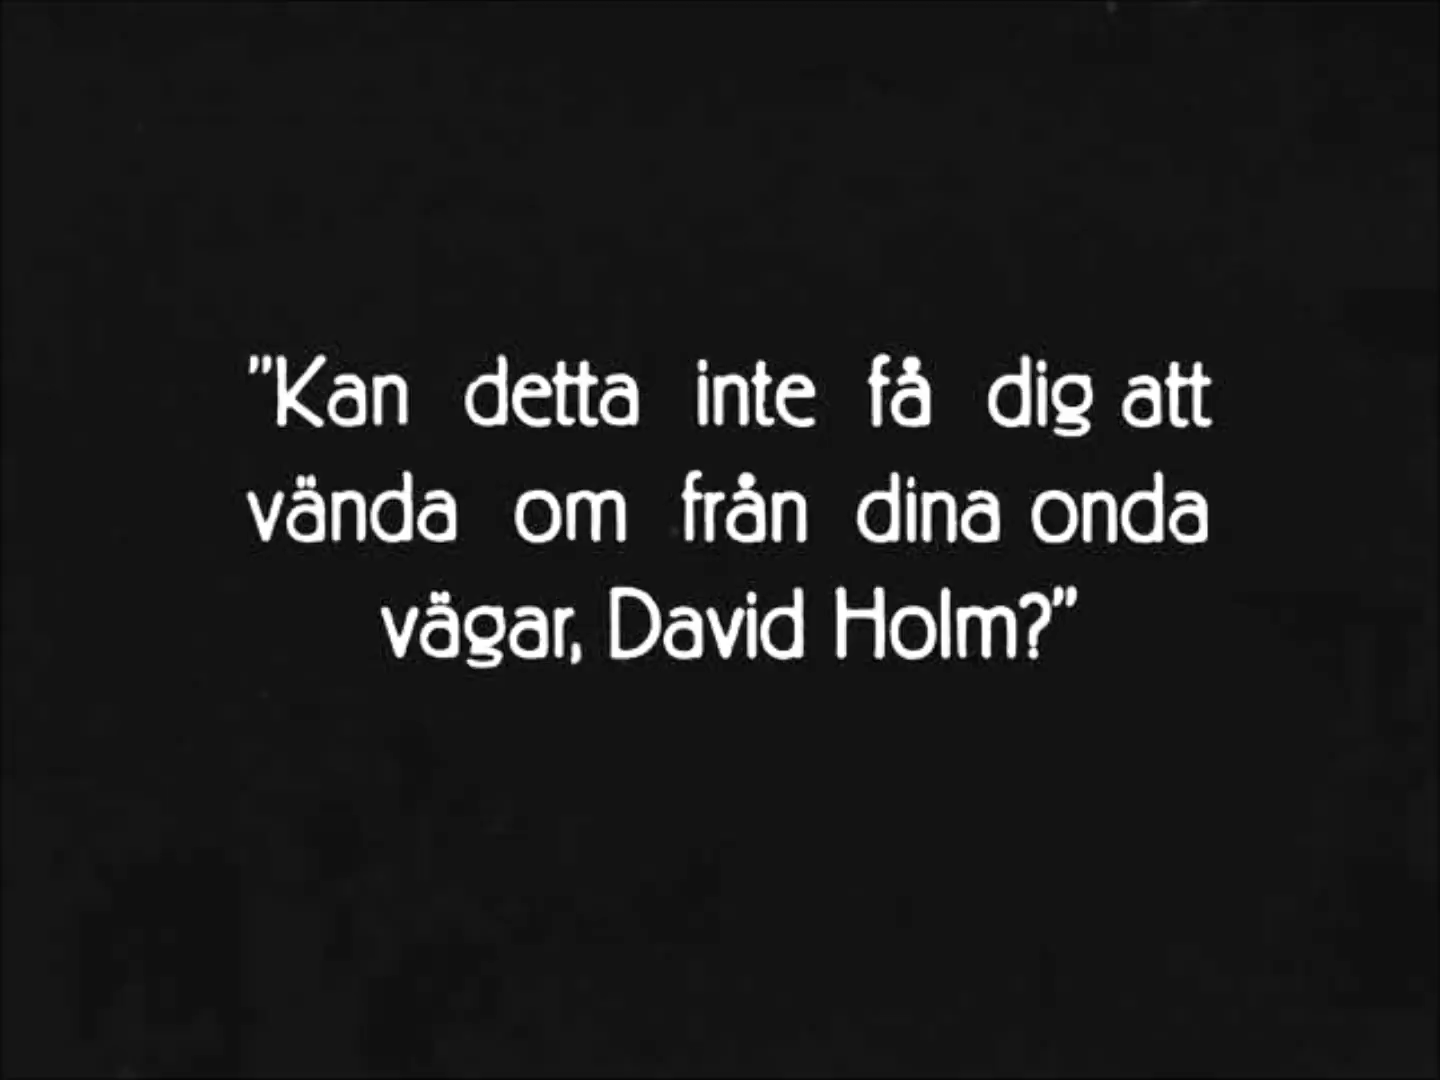 "Kan detta inte få dig att
vända om från dina onda
vägar, David Holm?"